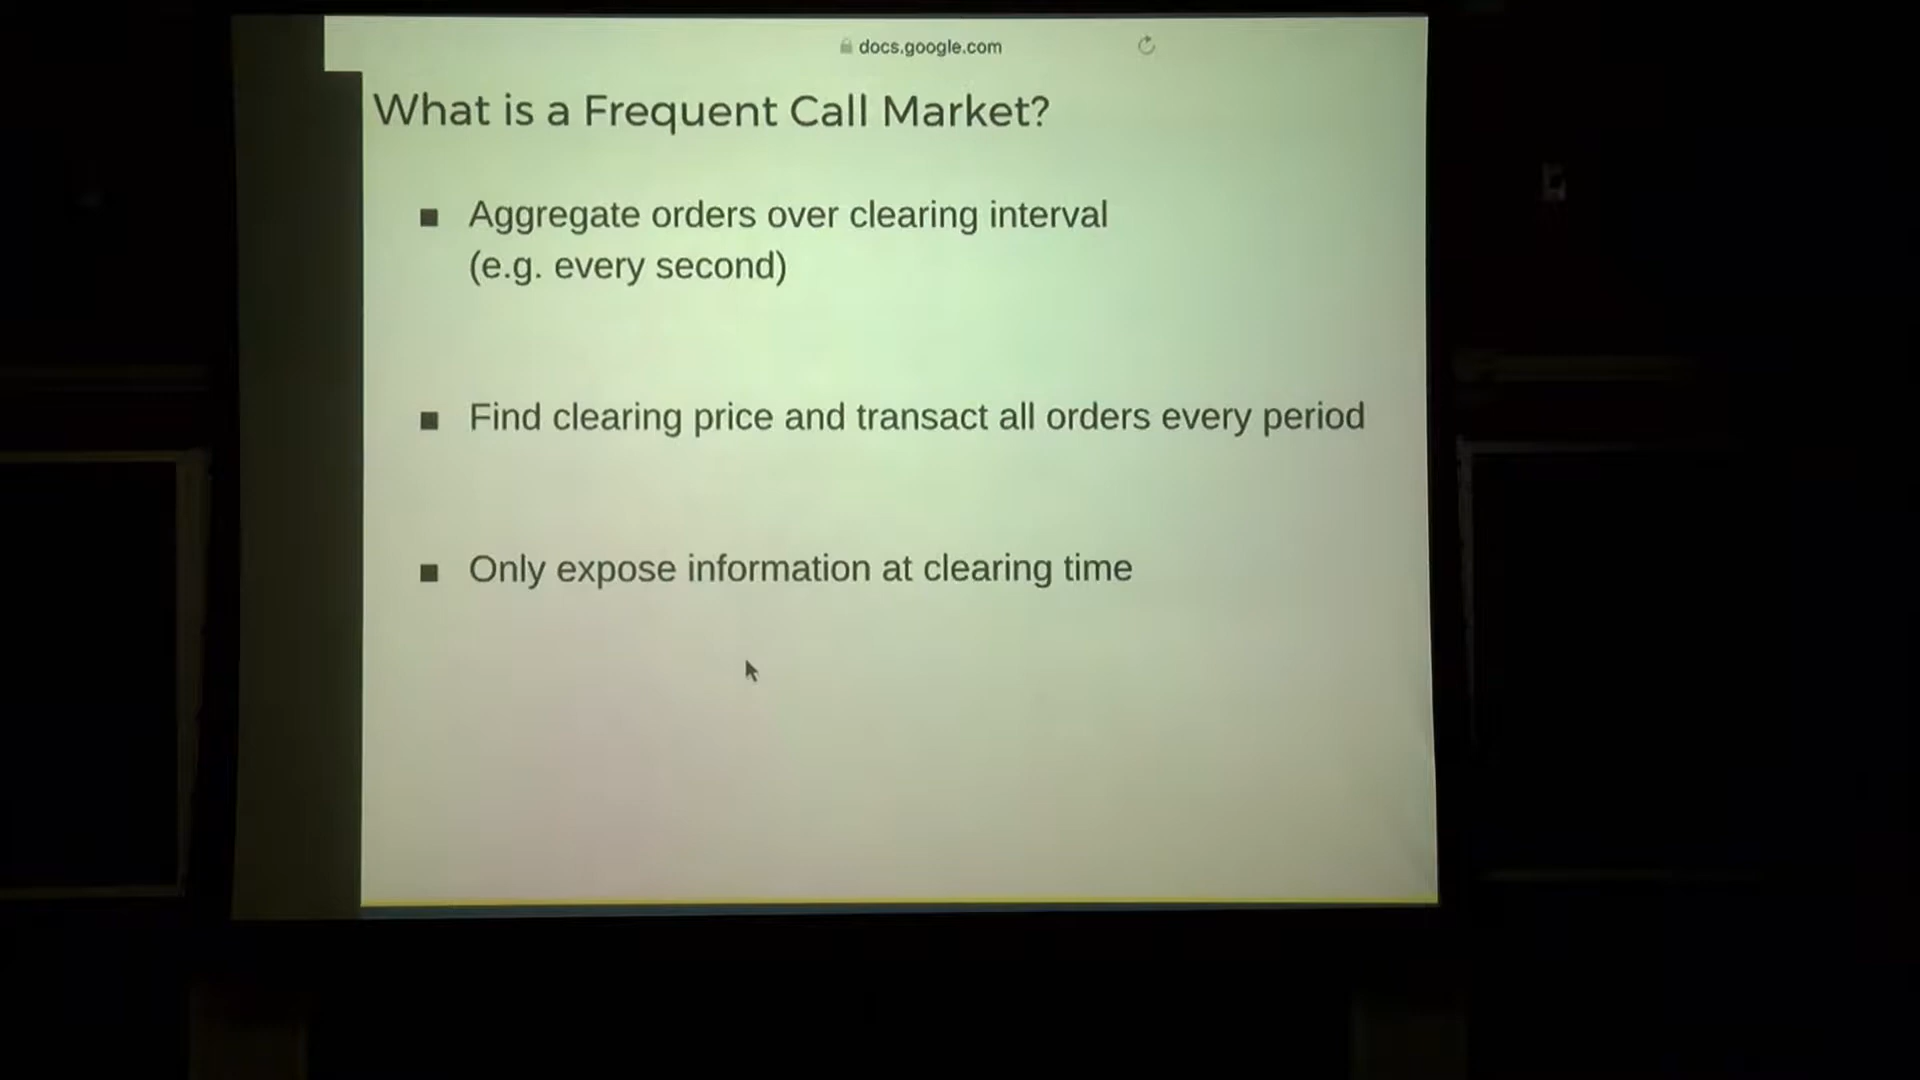 docs.google.com
What is a Frequent Call Market?
■ Aggregate orders over clearing interval
(e.g. every second)
■ Find clearing price and transact all orders every period
■ Only expose information at clearing time